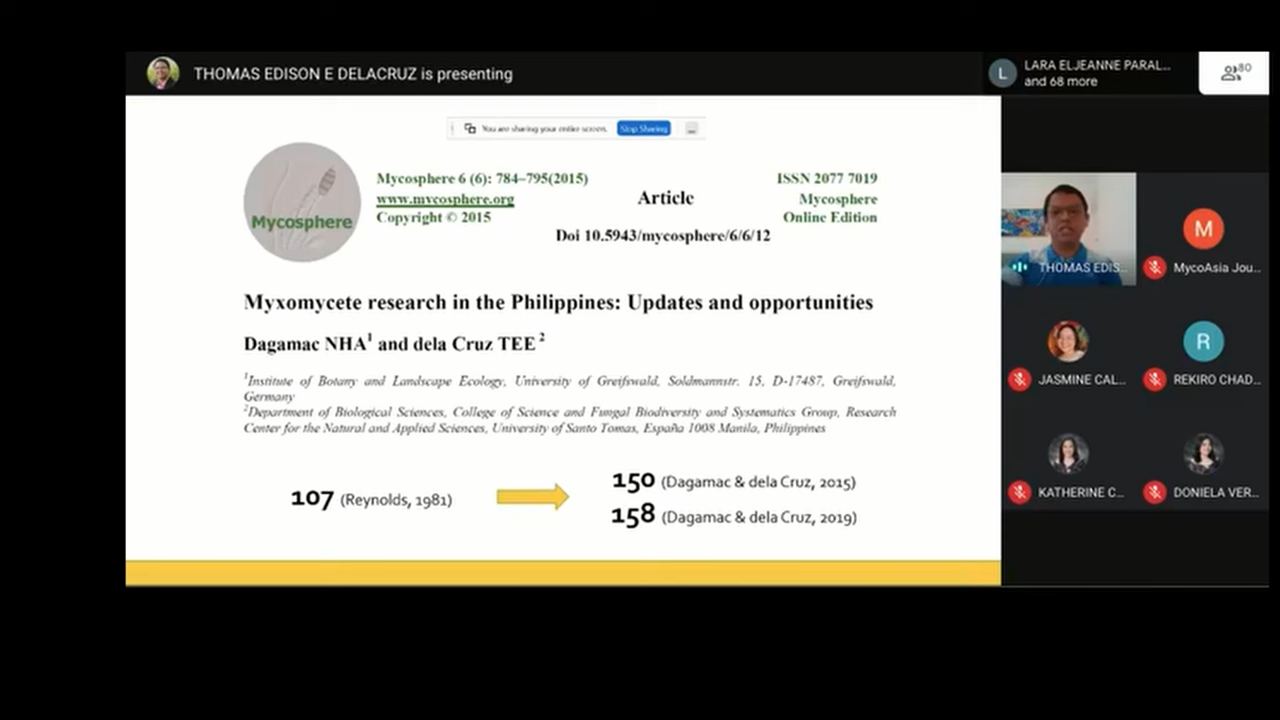 THOMAS EDISON E DELACRUZ is presenting
L
LARA ELJEANNE PARAL...
and 68 more
80
You are sharing your entire screen.
Stop Sharing
Mycosphere
Mycosphere 6 (6): 784–795(2015)
www.mycosphere.org
Copyright © 2015
Article
Doi 10.5943/mycosphere/6/6/12
ISSN 2077 7019
Mycosphere
Online Edition
Myxomycete research in the Philippines: Updates and opportunities
Dagamac NHA1 and dela Cruz TEE 2
1Institute of Botany and Landscape Ecology, University of Greifswald, Soldmannstr. 15, D-17487, Greifswald,
Germany
2Department of Biological Sciences, College of Science and Fungal Biodiversity and Systematics Group, Research
Center for the Natural and Applied Sciences, University of Santo Tomas, España 1008 Manila, Philippines
107 (Reynolds, 1981)
150 (Dagamac & dela Cruz, 2015)
158 (Dagamac & dela Cruz, 2019)
THOMAS EDIS...
M
MycoAsia Jou...
JASMINE CAL...
R
REKIRO CHAD...
KATHERINE C...
DONIELA VER...